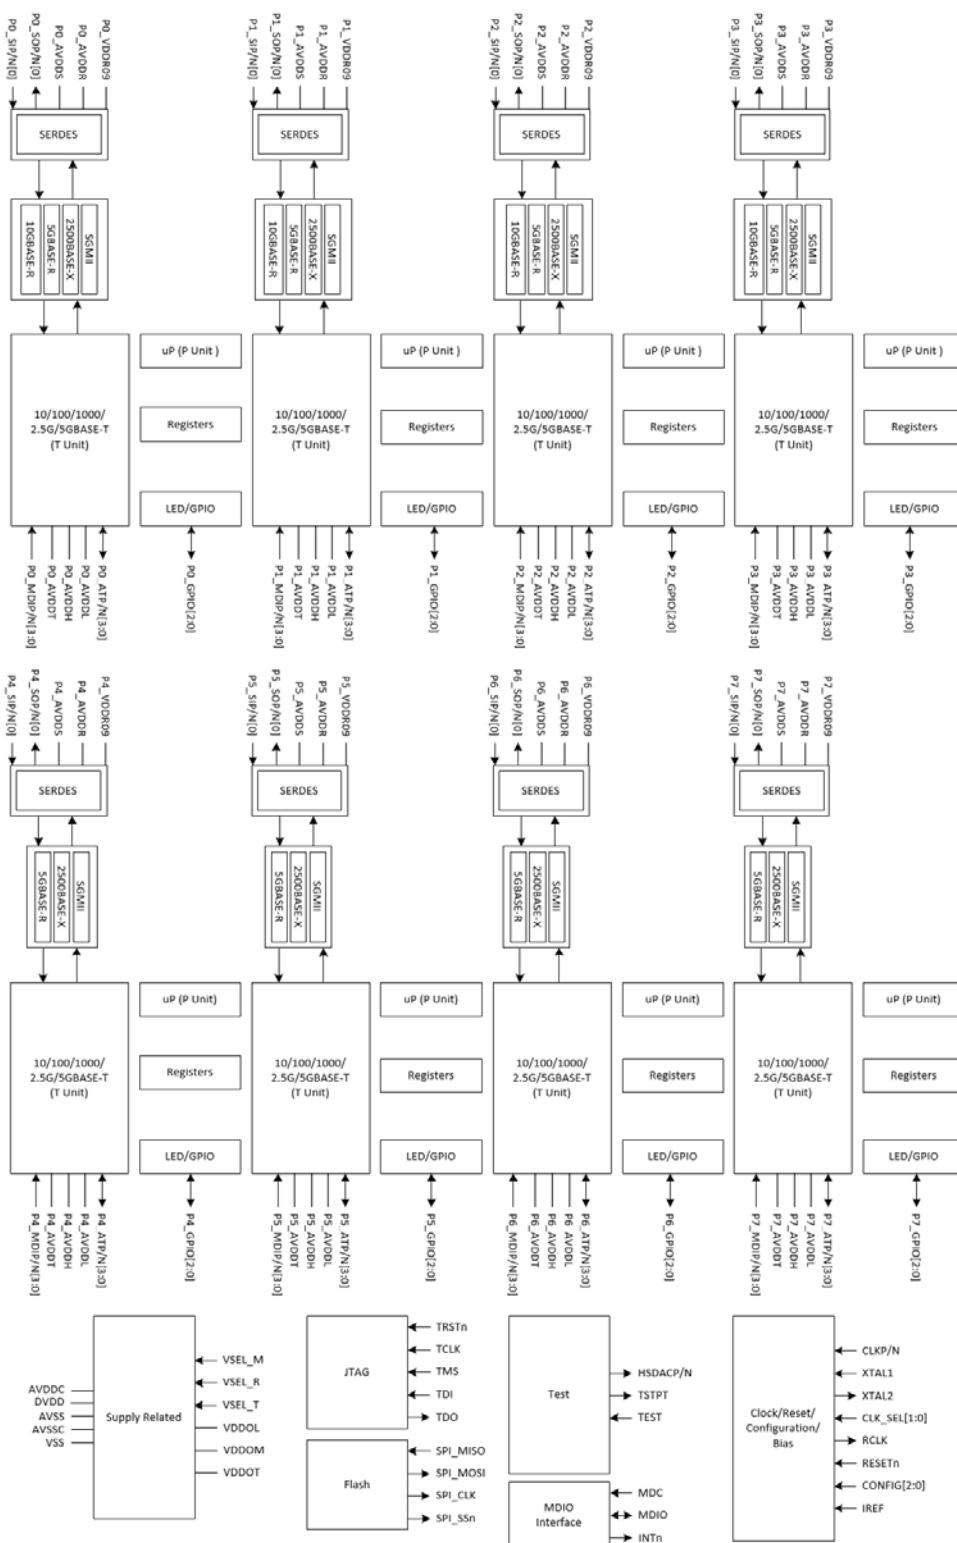 P0_SIP/N[0]
P0_SOP/N[0]
P0_AVDDS
P0_AVDDR
P0_VDDR09
P1_SIP/N[0]
P1_SOP/N[0]
P1_AVDDS
P1_AVDDR
P1_VDDR09
P2_SIP/N[0]
P2_SOP/N[0]
P2_AVDDS
P2_AVDDR
P2_VDDR09
P3_SIP/N[0]
P3_SOP/N[0]
P3_AVDDS
P3_AVDDR
P3_VDDR09
SERDES
SERDES
SERDES
SERDES
10GBASE-R
5GBASE-R
2500BASE-X
SGMII
10GBASE-R
5GBASE-R
2500BASE-X
SGMII
10GBASE-R
5GBASE-R
2500BASE-X
SGMII
10GBASE-R
5GBASE-R
2500BASE-X
SGMII
10/100/1000/
2.5G/5GBASE-T
(T Unit)
uP (P Unit )
Registers
LED/GPIO
10/100/1000/
2.5G/5GBASE-T
(T Unit)
uP (P Unit )
Registers
LED/GPIO
10/100/1000/
2.5G/5GBASE-T
(T Unit)
uP (P Unit )
Registers
LED/GPIO
10/100/1000/
2.5G/5GBASE-T
(T Unit)
uP (P Unit )
Registers
LED/GPIO
P0_MDIP/N[3:0]
P0_AVDDT
P0_AVDDH
P0_AVDDL
P0_ATP/N[3:0]
P0_GPIO[2:0]
P1_MDIP/N[3:0]
P1_AVDDT
P1_AVDDH
P1_AVDDL
P1_ATP/N[3:0]
P1_GPIO[2:0]
P2_MDIP/N[3:0]
P2_AVDDT
P2_AVDDH
P2_AVDDL
P2_ATP/N[3:0]
P2_GPIO[2:0]
P3_MDIP/N[3:0]
P3_AVDDT
P3_AVDDH
P3_AVDDL
P3_ATP/N[3:0]
P3_GPIO[2:0]
P4_SIP/N[0]
P4_SOP/N[0]
P4_AVDDS
P4_AVDDR
P4_VDDR09
P5_SIP/N[0]
P5_SOP/N[0]
P5_AVDDS
P5_AVDDR
P5_VDDR09
P6_SIP/N[0]
P6_SOP/N[0]
P6_AVDDS
P6_AVDDR
P6_VDDR09
P7_SIP/N[0]
P7_SOP/N[0]
P7_AVDDS
P7_AVDDR
P7_VDDR09
SERDES
SERDES
SERDES
SERDES
5GBASE-R
2500BASE-X
SGMII
5GBASE-R
2500BASE-X
SGMII
5GBASE-R
2500BASE-X
SGMII
5GBASE-R
2500BASE-X
SGMII
10/100/1000/
2.5G/5GBASE-T
(T Unit)
uP (P Unit)
Registers
LED/GPIO
10/100/1000/
2.5G/5GBASE-T
(T Unit)
uP (P Unit)
Registers
LED/GPIO
10/100/1000/
2.5G/5GBASE-T
(T Unit)
uP (P Unit)
Registers
LED/GPIO
10/100/1000/
2.5G/5GBASE-T
(T Unit)
uP (P Unit)
Registers
LED/GPIO
P4_MDIP/N[3:0]
P4_AVDDT
P4_AVDDH
P4_AVDDL
P4_ATP/N[3:0]
P4_GPIO[2:0]
P5_MDIP/N[3:0]
P5_AVDDT
P5_AVDDH
P5_AVDDL
P5_ATP/N[3:0]
P5_GPIO[2:0]
P6_MDIP/N[3:0]
P6_AVDDT
P6_AVDDH
P6_AVDDL
P6_ATP/N[3:0]
P6_GPIO[2:0]
P7_MDIP/N[3:0]
P7_AVDDT
P7_AVDDH
P7_AVDDL
P7_ATP/N[3:0]
P7_GPIO[2:0]
AVDDC
DVDD
AVSS
AVSSC
VSS
Supply Related
VSEL_M
VSEL_R
VSEL_T
VDDOL
VDDOM
VDDOT
JTAG
TRSTn
TCLK
TMS
TDI
TDO
Flash
SPI_MISO
SPI_MOSI
SPI_CLK
SPI_SSn
Test
HSDACP/N
TSTPT
TEST
MDIO
Interface
MDC
MDIO
INTn
Clock/Reset/
Configuration/
Bias
CLKP/N
XTAL1
XTAL2
CLK_SEL[1:0]
RCLK
RESETn
CONFIG[2:0]
IREF